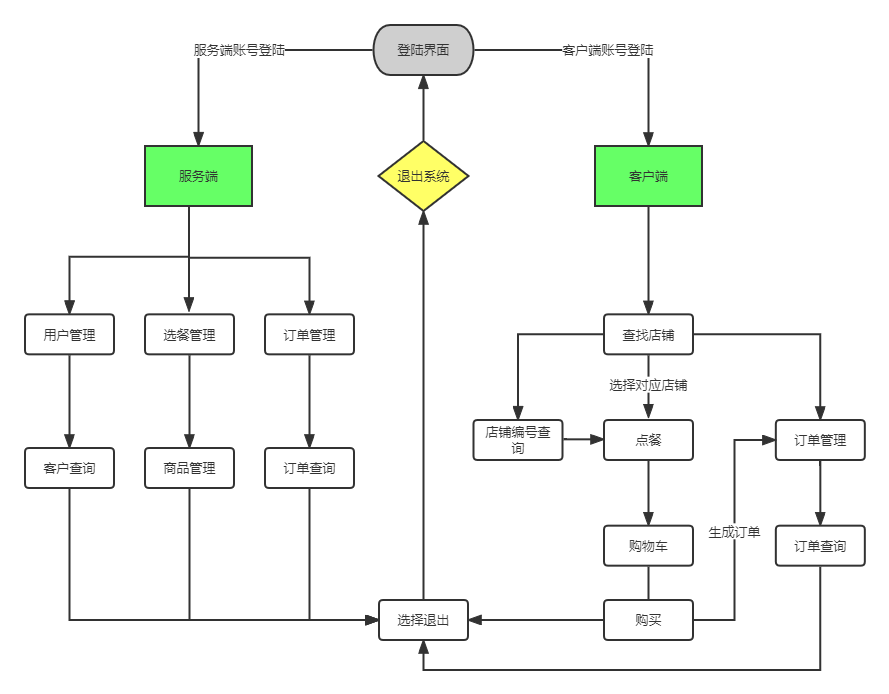 服务端账号登陆
登陆界面
客户端账号登陆
服务端
退出系统
客户端
用户管理
选餐管理
订单管理
查找店铺
选择对应店铺
店铺编号查
询
点餐
订单管理
客户查询
商品管理
订单查询
生成订单
购物车
订单查询
选择退出
购买